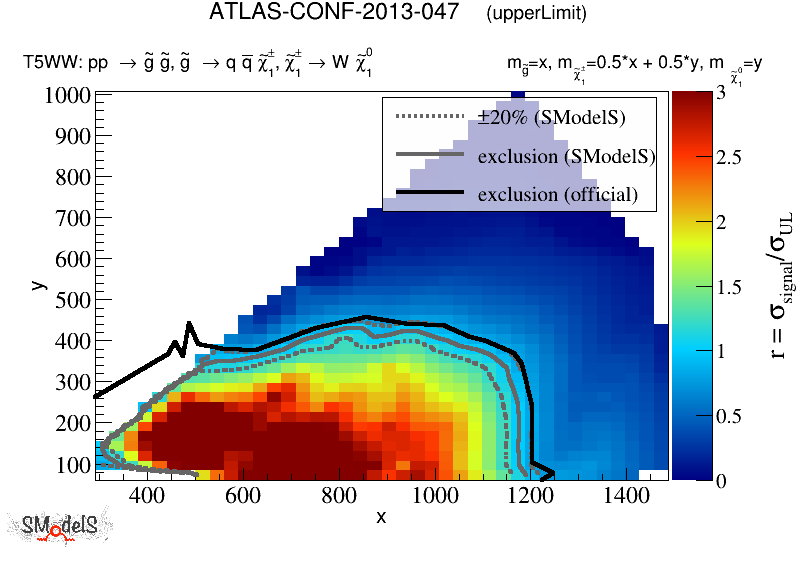 ATLAS-CONF-2013-047 (upperLimit)
T5WW: pp → g̃ g̃, g̃ → q q̅ χ̃₁±, χ̃₁± → W χ̃₁⁰
m_g̃=x, m_χ̃₁±=0.5*x + 0.5*y, m_χ̃₁⁰=y
±20% (SModelS)
exclusion (SModelS)
exclusion (official)
1000
900
800
700
600
500
400
300
200
100
y
400 600 800 1000 1200 1400
x
3
2.5
2
1.5
1
0.5
0
r = σ_signal/σ_UL
SModelS